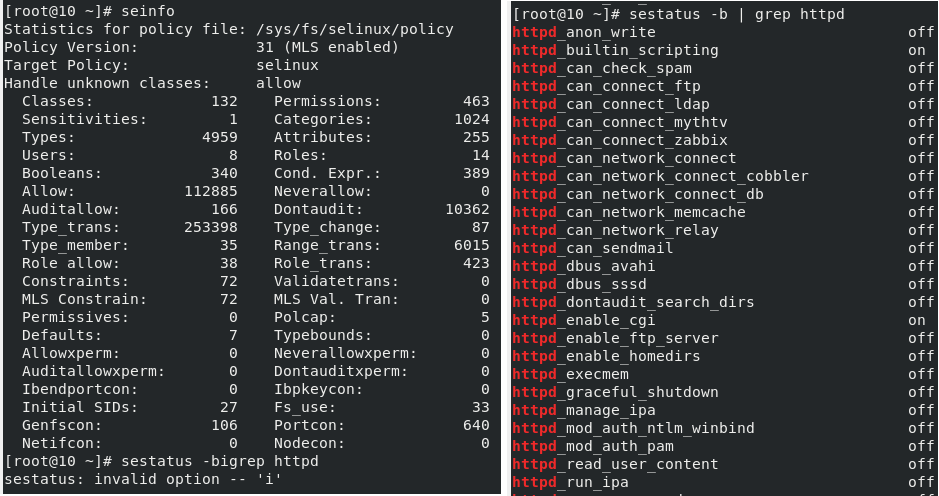 [root@10 ~]# seinfo
Statistics for policy file: /sys/fs/selinux/policy
Policy Version:             31 (MLS enabled)
Target Policy:              selinux
Handle unknown classes:     allow
  Classes:             132    Permissions:         463
  Sensitivities:         1    Categories:         1024
  Types:              4959    Attributes:          255
  Users:                 8    Roles:                14
  Booleans:            340    Cond. Expr.:         389
  Allow:            112885    Neverallow:            0
  Auditallow:          166    Dontaudit:         10362
  Type_trans:       253398    Type_change:          87
  Type_member:          35    Range_trans:        6015
  Role allow:           38    Role_trans:          423
  Constraints:          72    Validatetrans:         0
  MLS Constrain:        72    MLS Val. Tran:         0
  Permissives:           0    Polcap:                5
  Defaults:              7    Typebounds:            0
  Allowxperm:            0    Neverallowxperm:       0
  Auditallowxperm:       0    Dontauditxperm:        0
  Ibendportcon:          0    Ibpkeycon:             0
  Initial SIDs:         27    Fs_use:               33
  Genfscon:            106    Portcon:             640
  Netifcon:              0    Nodecon:               0
[root@10 ~]# sestatus -bigrep httpd
sestatus: invalid option -- 'i'
[root@10 ~]# sestatus -b | grep httpd
httpd_anon_write                            off
httpd_builtin_scripting                     on
httpd_can_check_spam                        off
httpd_can_connect_ftp                       off
httpd_can_connect_ldap                      off
httpd_can_connect_mythtv                    off
httpd_can_connect_zabbix                    off
httpd_can_network_connect                   off
httpd_can_network_connect_cobbler           off
httpd_can_network_connect_db                off
httpd_can_network_memcache                  off
httpd_can_network_relay                     off
httpd_can_sendmail                          off
httpd_dbus_avahi                            off
httpd_dbus_sssd                             off
httpd_dontaudit_search_dirs                 off
httpd_enable_cgi                            on
httpd_enable_ftp_server                     off
httpd_enable_homedirs                       off
httpd_execmem                               off
httpd_graceful_shutdown                     off
httpd_manage_ipa                            off
httpd_mod_auth_ntlm_winbind                 off
httpd_mod_auth_pam                          off
httpd_read_user_content                     off
httpd_run_ipa                               off